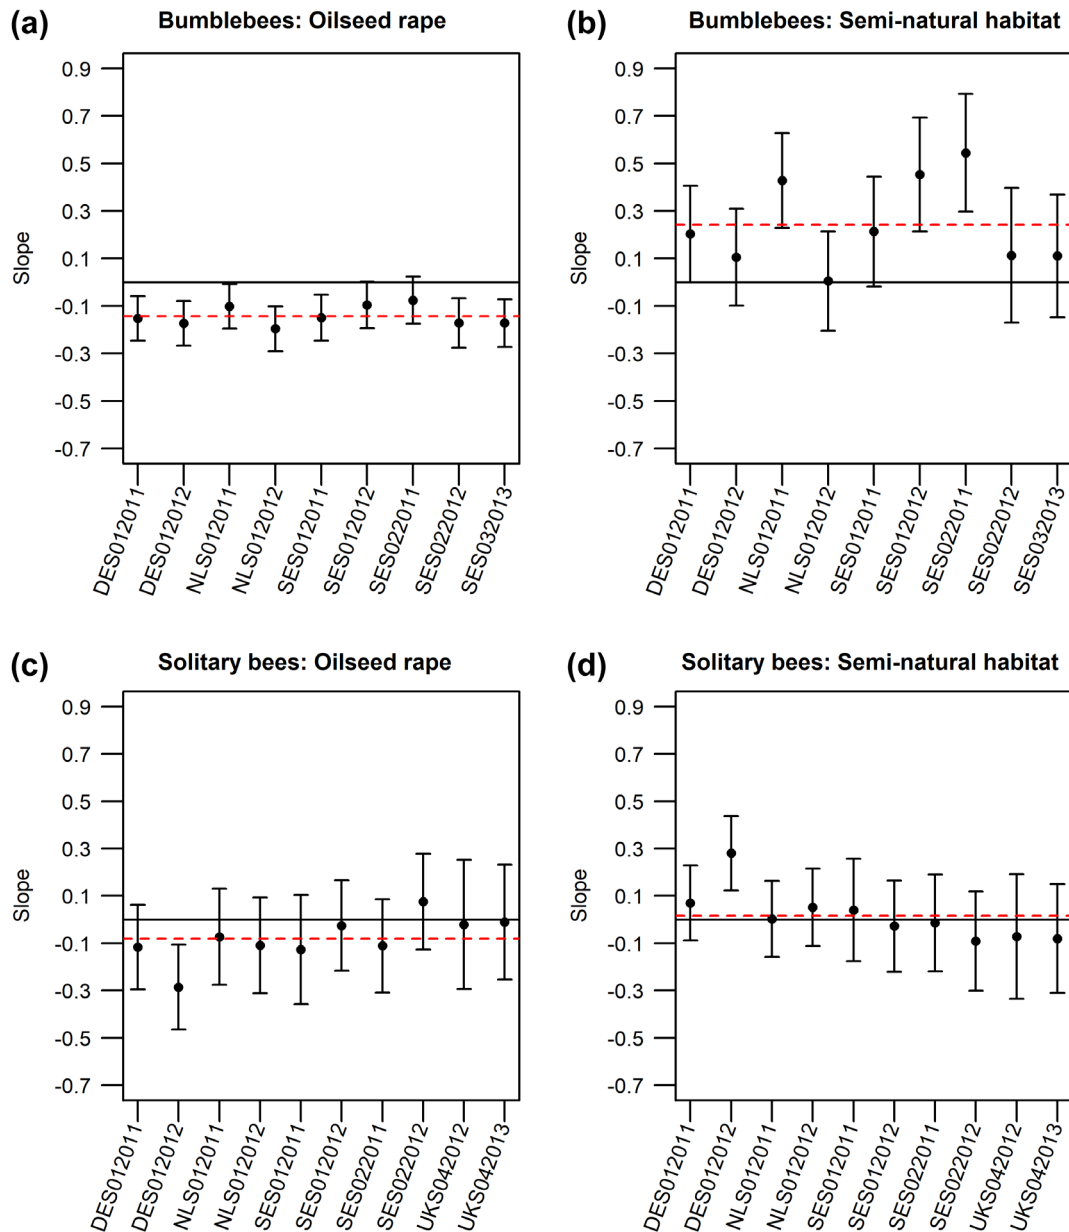 (a) Bumblebees: Oilseed rape
0.9
0.7
0.5
0.3
0.1
-0.1
-0.3
-0.5
-0.7
Slope
DES012011
DES012012
NLS012011
NLS012012
SES012011
SES012012
SES022011
SES022012
SES032013
(b) Bumblebees: Semi-natural habitat
0.9
0.7
0.5
0.3
0.1
-0.1
-0.3
-0.5
-0.7
Slope
DES012011
DES012012
NLS012011
NLS012012
SES012011
SES012012
SES022011
SES022012
SES032013
(c) Solitary bees: Oilseed rape
0.9
0.7
0.5
0.3
0.1
-0.1
-0.3
-0.5
-0.7
Slope
DES012011
DES012012
NLS012011
NLS012012
SES012011
SES012012
SES022011
SES022012
UKS042012
UKS042013
(d) Solitary bees: Semi-natural habitat
0.9
0.7
0.5
0.3
0.1
-0.1
-0.3
-0.5
-0.7
Slope
DES012011
DES012012
NLS012011
NLS012012
SES012011
SES012012
SES022011
SES022012
UKS042012
UKS042013